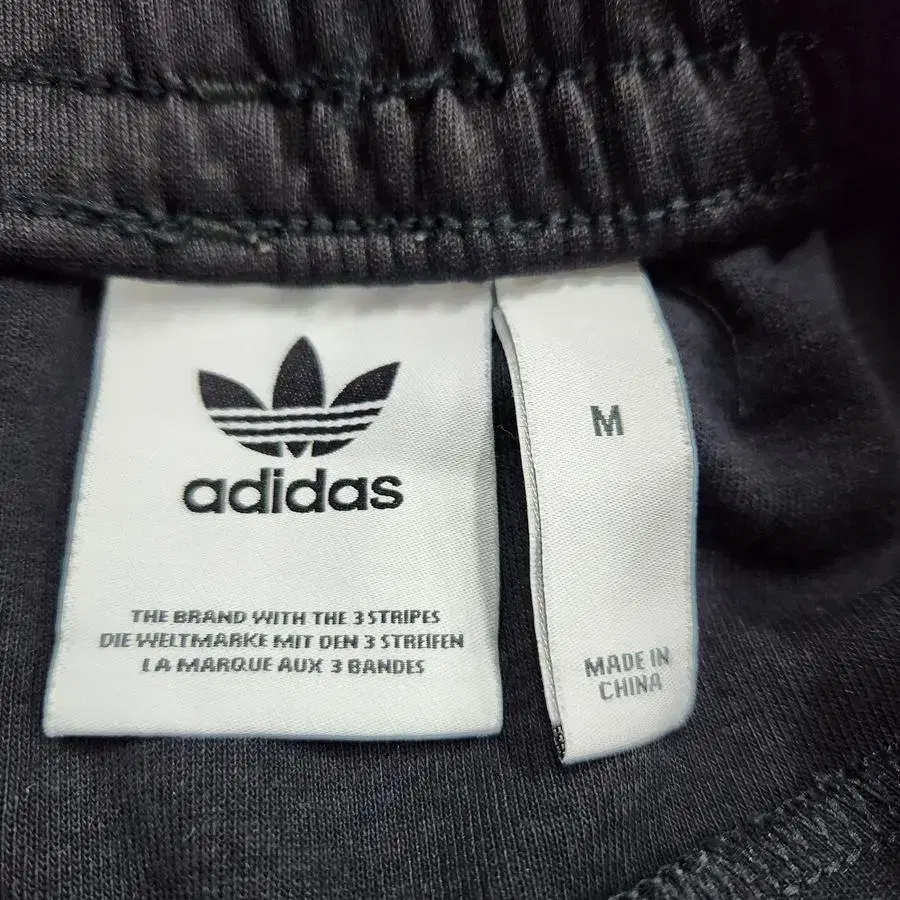 adidas
THE BRAND WITH THE 3 STRIPES
DIE WELTMARKE MIT DEN 3 STREIFEN
LA MARQUE AUX 3 BANDES
M
MADE IN
CHINA